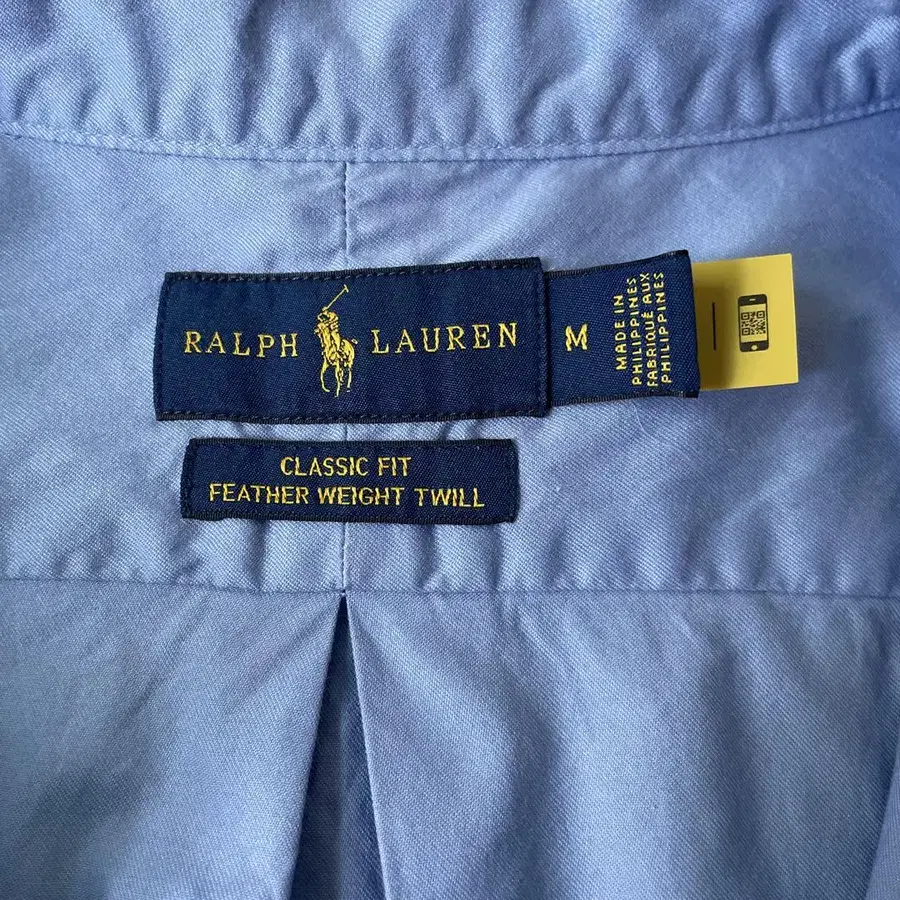 RALPH LAUREN
M
MADE IN
PHILIPPINES
FABRIQUÉ AUX
PHILIPPINES
CLASSIC FIT
FEATHER WEIGHT TWILL